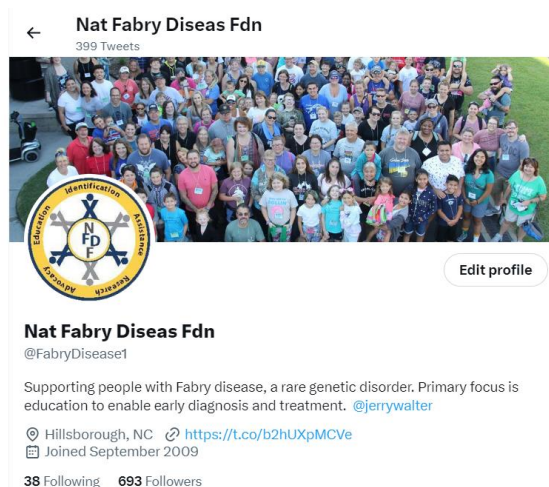 Nat Fabry Diseas Fdn
399 Tweets
Identification
Education
Assistance
N
FD
F
Advocacy
Research
Edit profile
Nat Fabry Diseas Fdn
@FabryDisease1
Supporting people with Fabry disease, a rare genetic disorder. Primary focus is
education to enable early diagnosis and treatment. @jerrywalter
Hillsborough, NC https://t.co/b2hUXpMCVe
Joined September 2009
38 Following 693 Followers